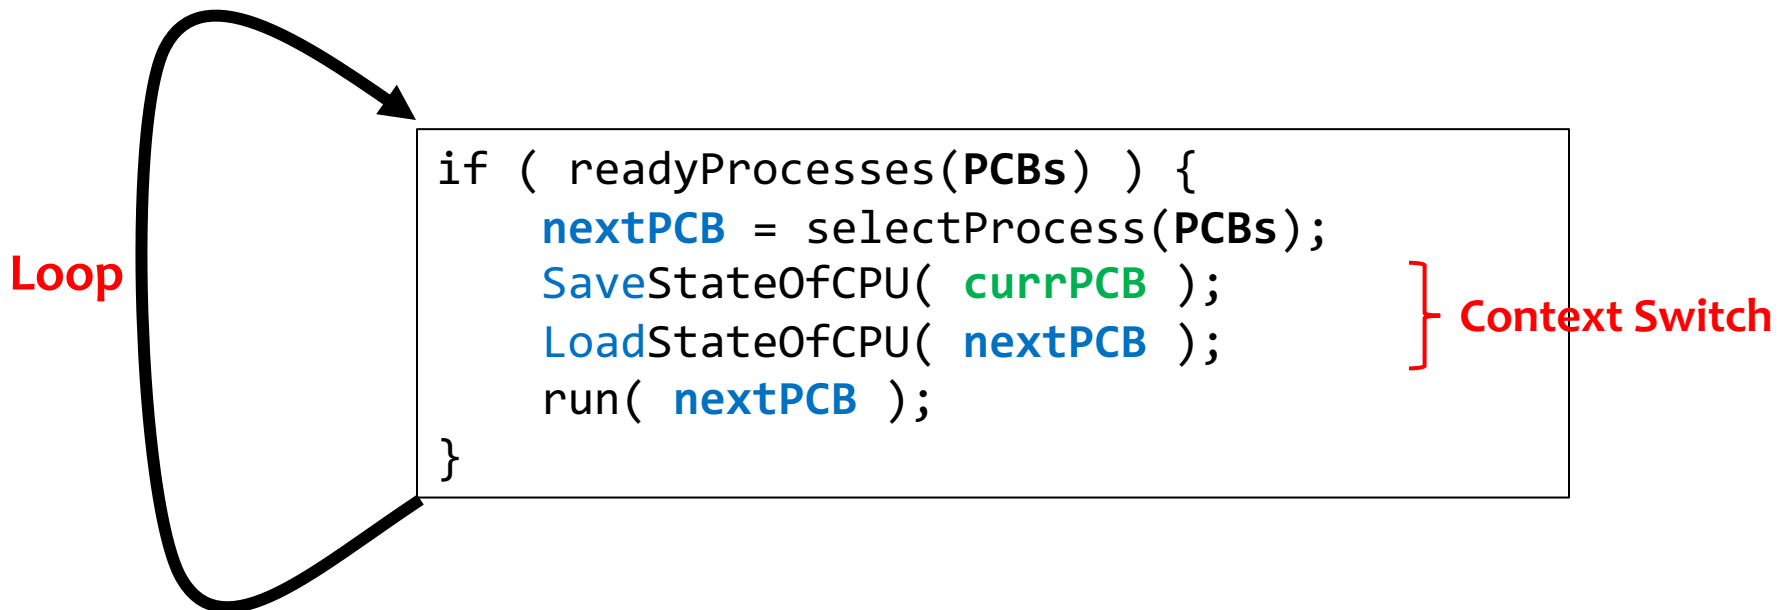 if ( readyProcesses(PCBs) ) {
nextPCB = selectProcess(PCBs);
Loop
SaveStateOfCPU( currPCB );
LoadStateOfCPU( nextPCB );
Context Switch
run( nextPCB );
}